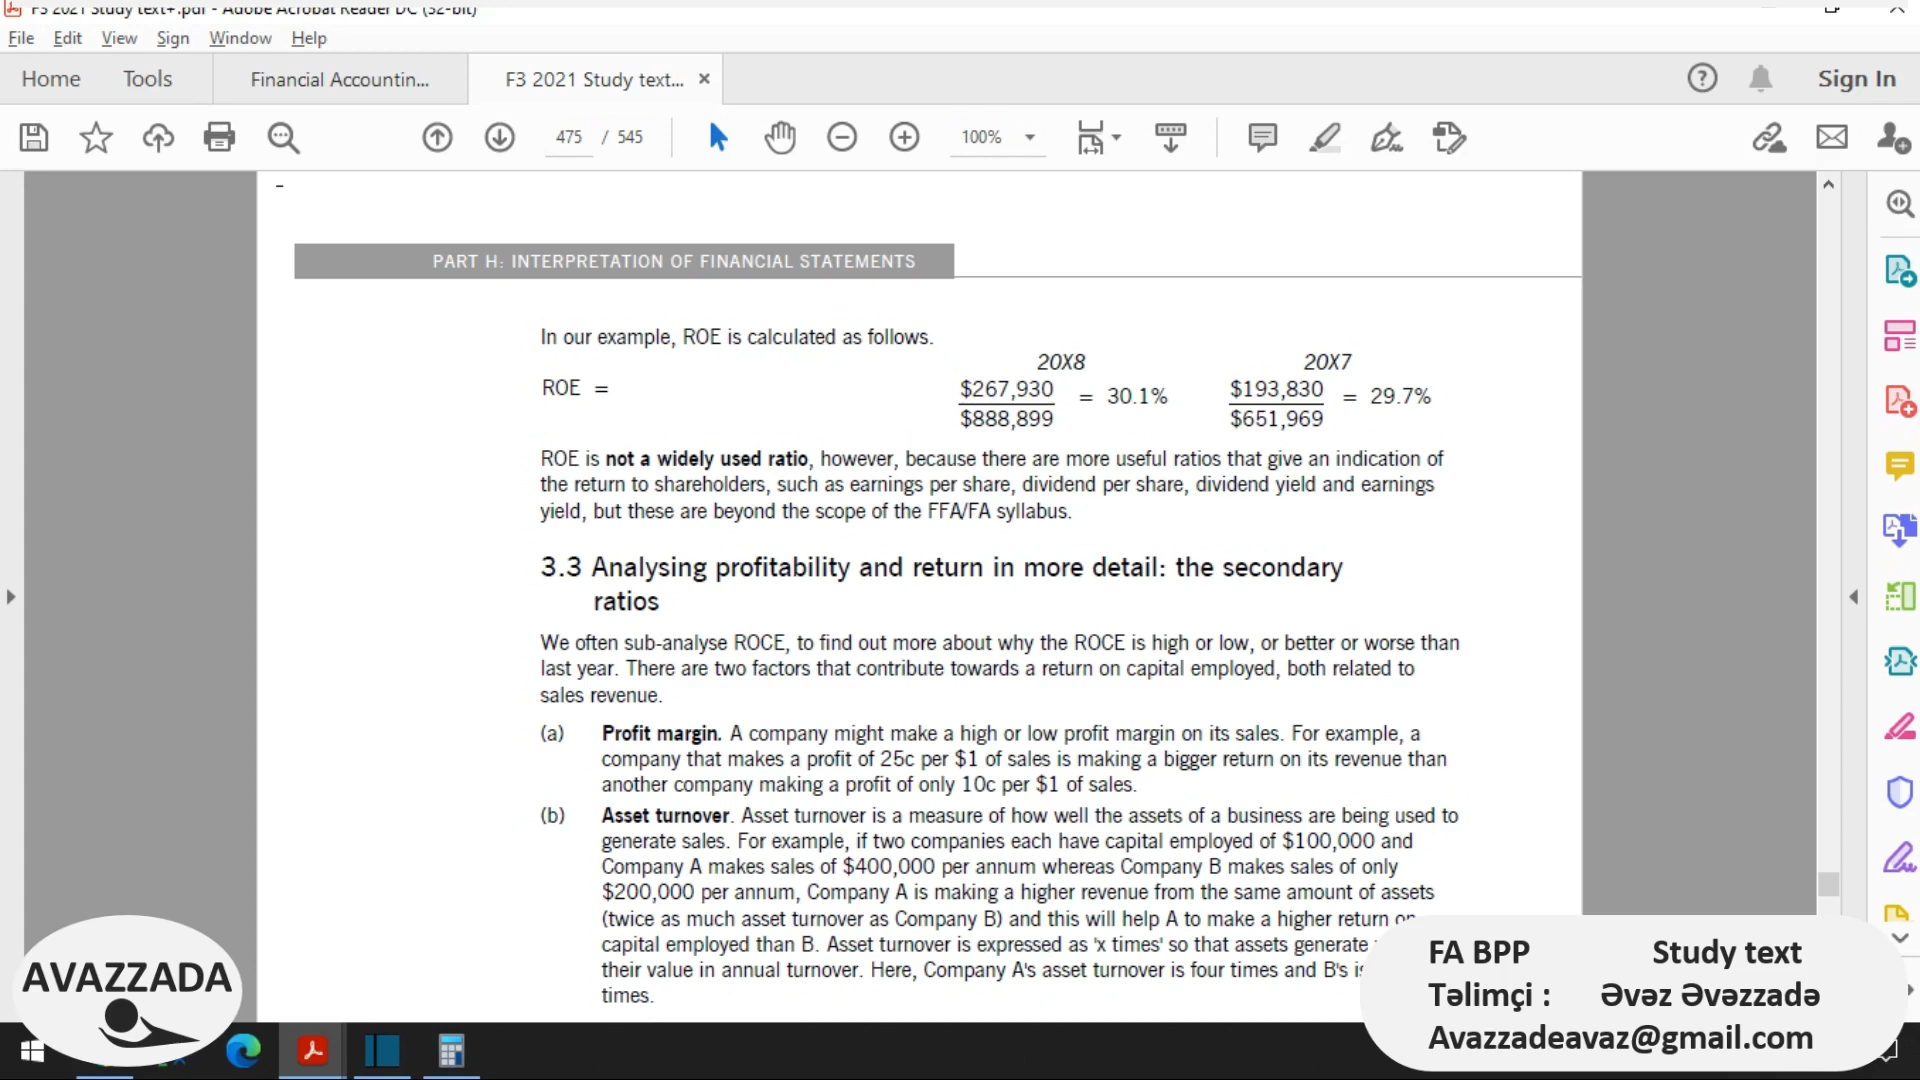 F3 2021 Study text+.pdf - Adobe Acrobat Reader DC (32-bit)
File Edit View Sign Window Help
Home Tools Financial Accountin... F3 2021 Study text... × Sign In
475 / 545 100%
PART H: INTERPRETATION OF FINANCIAL STATEMENTS
In our example, ROE is calculated as follows.
20X8 20X7
ROE = $267,930 = 30.1% $193,830 = 29.7%
$888,899 $651,969
ROE is not a widely used ratio, however, because there are more useful ratios that give an indication of
the return to shareholders, such as earnings per share, dividend per share, dividend yield and earnings
yield, but these are beyond the scope of the FFA/FA syllabus.
3.3 Analysing profitability and return in more detail: the secondary
ratios
We often sub-analyse ROCE, to find out more about why the ROCE is high or low, or better or worse than
last year. There are two factors that contribute towards a return on capital employed, both related to
sales revenue.
(a) Profit margin. A company might make a high or low profit margin on its sales. For example, a
company that makes a profit of 25c per $1 of sales is making a bigger return on its revenue than
another company making a profit of only 10c per $1 of sales.
(b) Asset turnover. Asset turnover is a measure of how well the assets of a business are being used to
generate sales. For example, if two companies each have capital employed of $100,000 and
Company A makes sales of $400,000 per annum whereas Company B makes sales of only
$200,000 per annum, Company A is making a higher revenue from the same amount of assets
(twice as much asset turnover as Company B) and this will help A to make a higher return on
capital employed than B. Asset turnover is expressed as 'x times' so that assets generate
their value in annual turnover. Here, Company A's asset turnover is four times and B's
times.
AVAZZADA
FA BPP Study text
Təlimçi : Əvəz Əvəzzadə
Avazzadeavaz@gmail.com